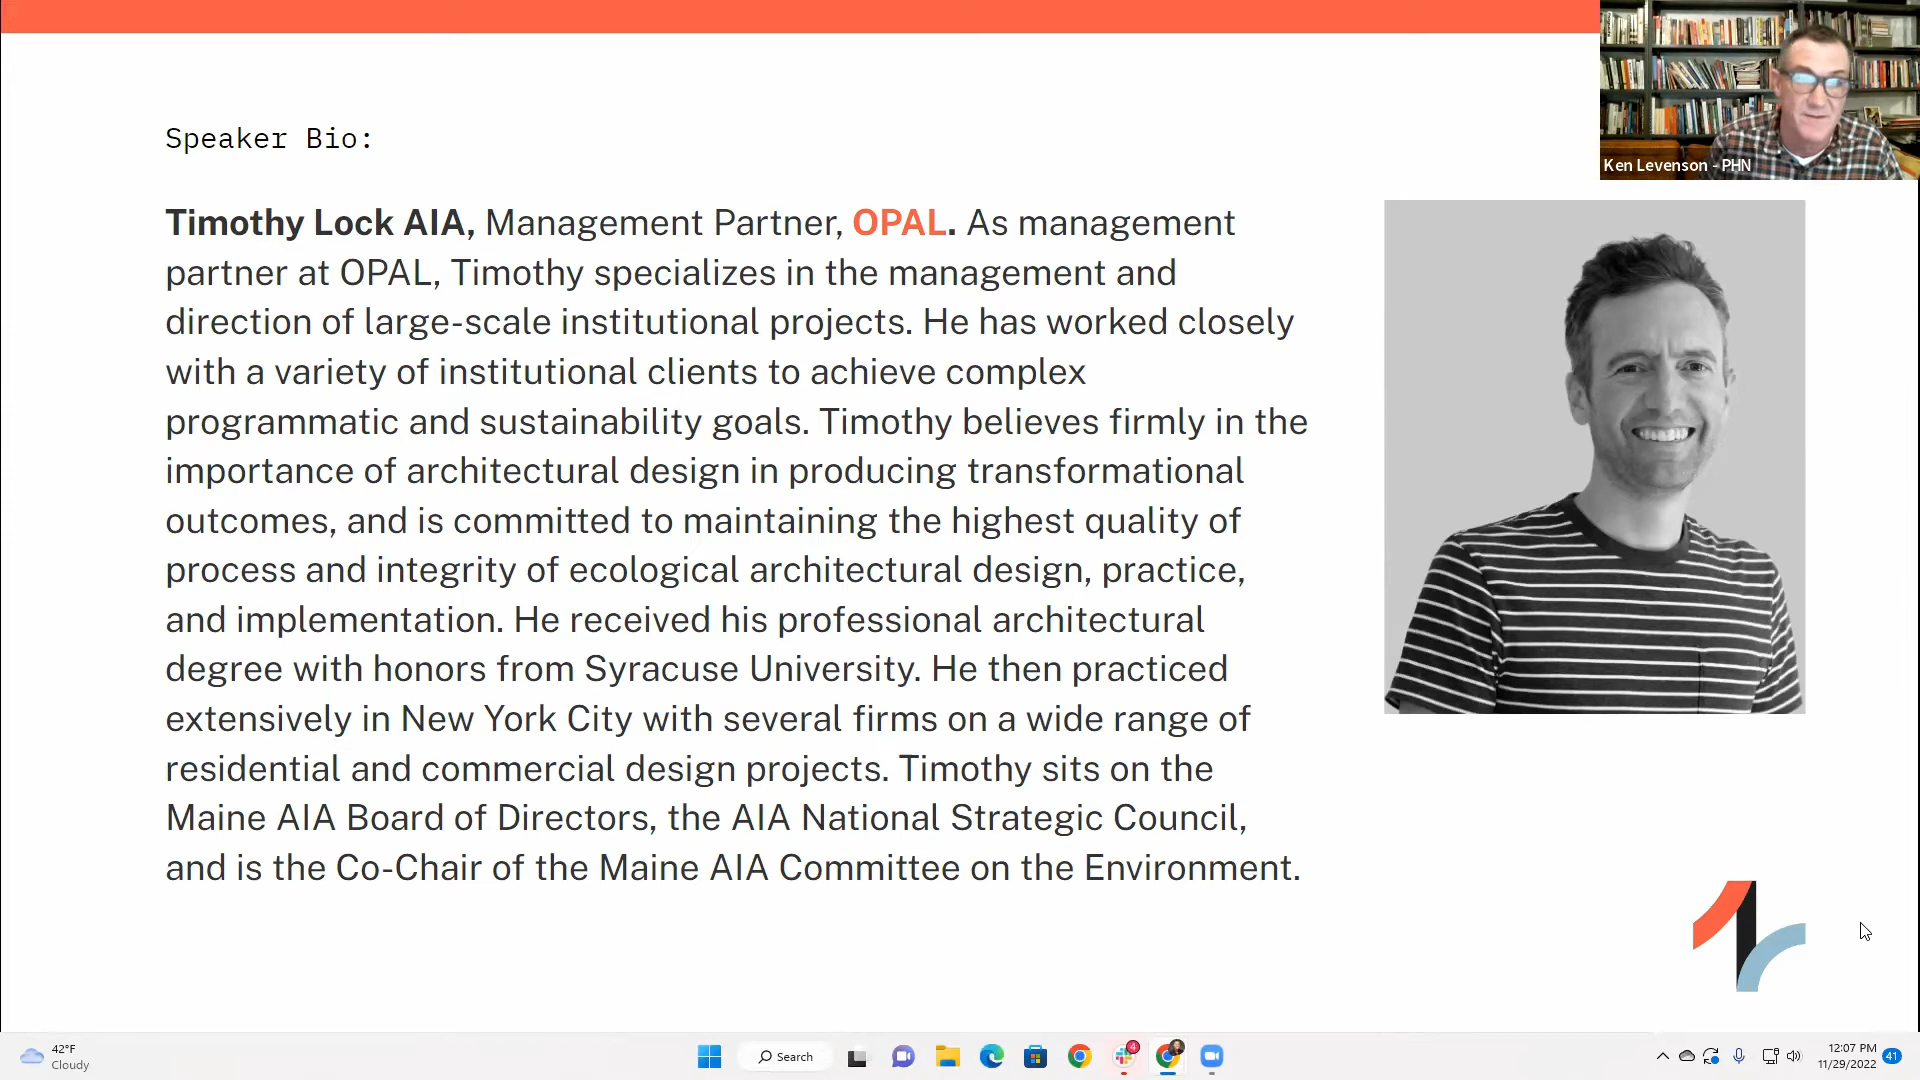 Ken Levenson - PHN
Speaker Bio:
Timothy Lock AIA, Management Partner, OPAL. As management
partner at OPAL, Timothy specializes in the management and
direction of large-scale institutional projects. He has worked closely
with a variety of institutional clients to achieve complex
programmatic and sustainability goals. Timothy believes firmly in the
importance of architectural design in producing transformational
outcomes, and is committed to maintaining the highest quality of
process and integrity of ecological architectural design, practice,
and implementation. He received his professional architectural
degree with honors from Syracuse University. He then practiced
extensively in New York City with several firms on a wide range of
residential and commercial design projects. Timothy sits on the
Maine AIA Board of Directors, the AIA National Strategic Council,
and is the Co-Chair of the Maine AIA Committee on the Environment.
42°F
Cloudy
Search
4
12:07 PM
11/29/2022
41